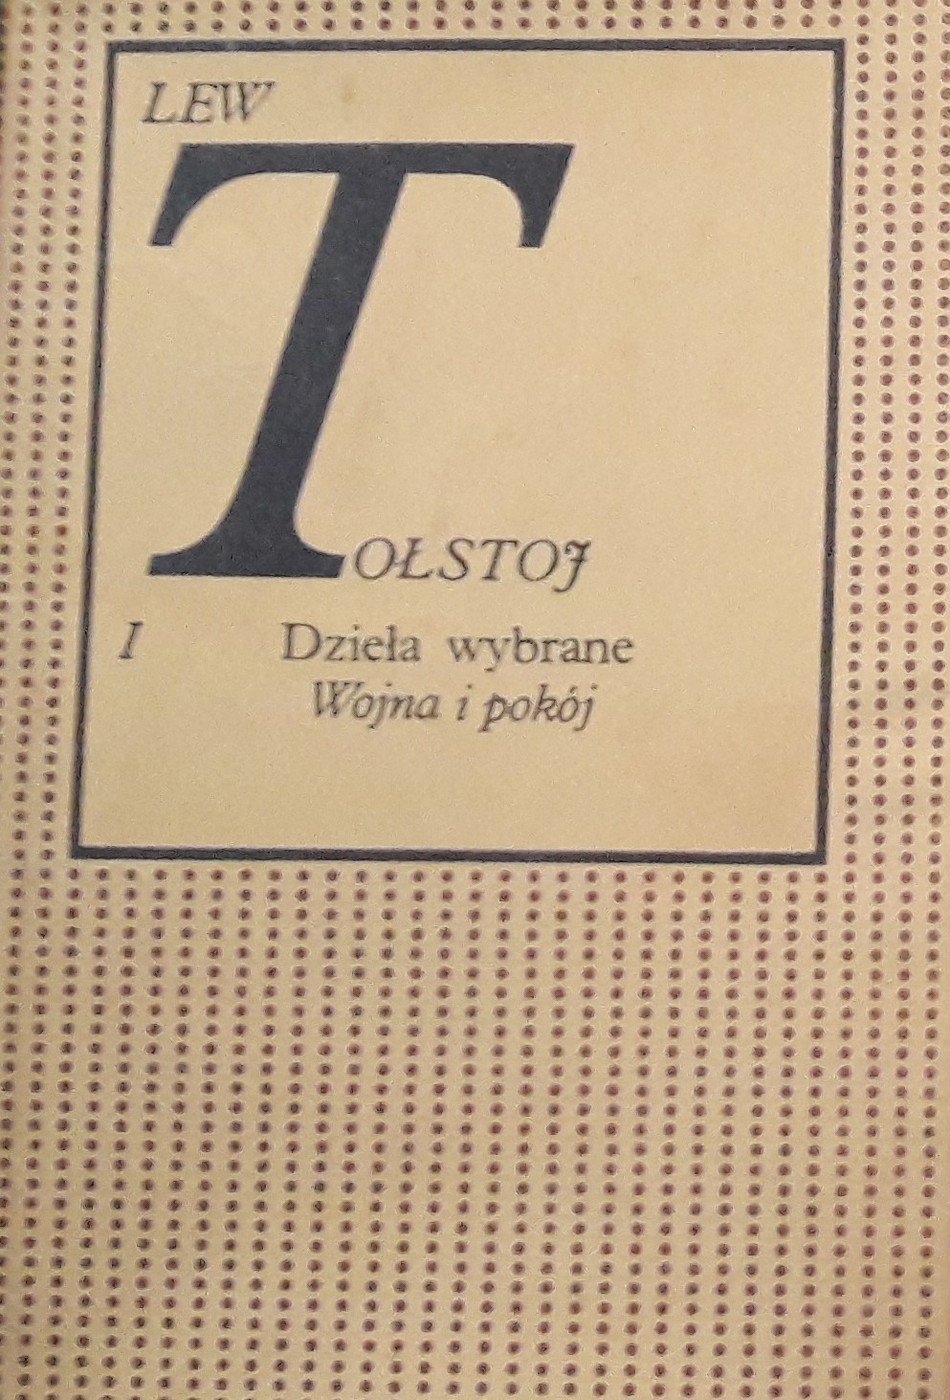 LEW
TOŁSTOJ
I Dzieła wybrane
Wojna i pokój